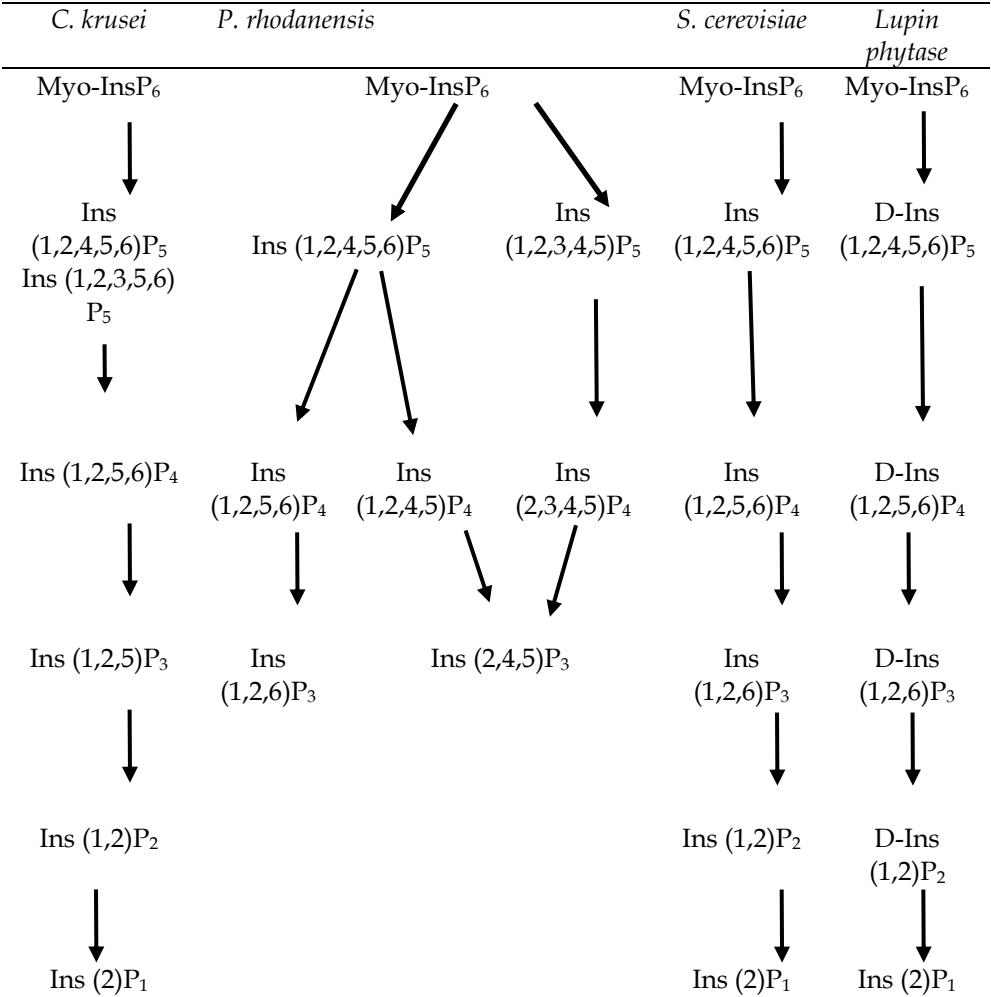 C. krusei P. rhodanensis S. cerevisiae Lupin
phytase
Myo-InsP₆ Myo-InsP₆ Myo-InsP₆ Myo-InsP₆
Ins Ins Ins D-Ins
(1,2,4,5,6)P₅ Ins (1,2,4,5,6)P₅ (1,2,3,4,5)P₅ (1,2,4,5,6)P₅ (1,2,4,5,6)P₅
Ins (1,2,3,5,6)
P₅
Ins (1,2,5,6)P₄ Ins Ins Ins Ins D-Ins
(1,2,5,6)P₄ (1,2,4,5)P₄ (2,3,4,5)P₄ (1,2,5,6)P₄ (1,2,5,6)P₄
Ins (1,2,5)P₃ Ins Ins (2,4,5)P₃ Ins D-Ins
(1,2,6)P₃ (1,2,6)P₃ (1,2,6)P₃
Ins (1,2)P₂ Ins (1,2)P₂ D-Ins
(1,2)P₂
Ins (2)P₁ Ins (2)P₁ Ins (2)P₁